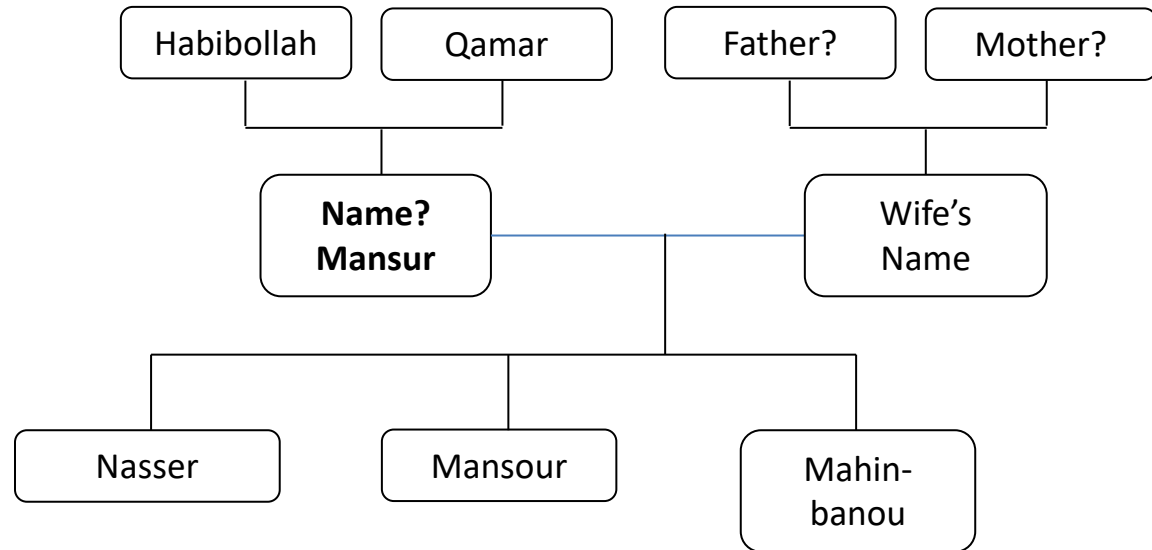 Habibollah
Qamar
Father?
Mother?
Name?
Mansur
Wife’s
Name
Nasser
Mansour
Mahin-
banou